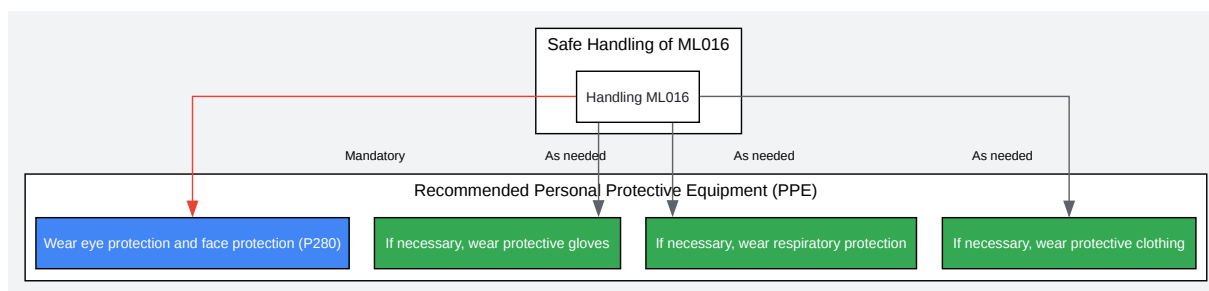 Safe Handling of ML016
Handling ML016
Mandatory
As needed
As needed
As needed
Recommended Personal Protective Equipment (PPE)
Wear eye protection and face protection (P280)
If necessary, wear protective gloves
If necessary, wear respiratory protection
If necessary, wear protective clothing